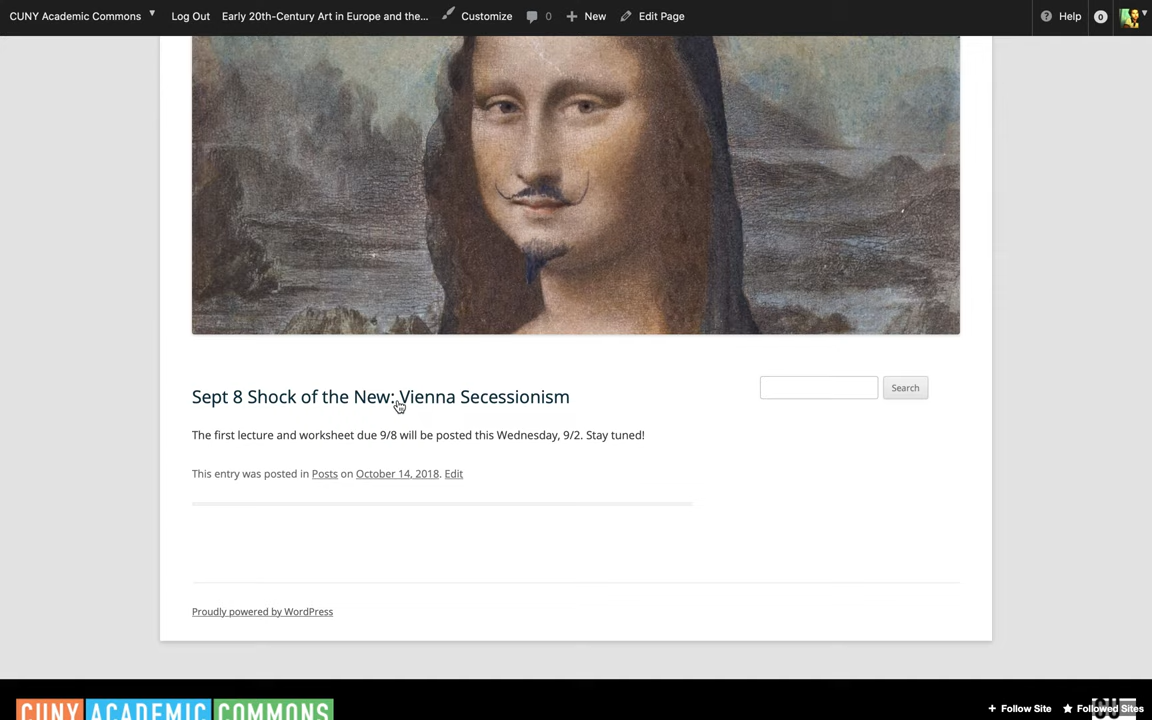 CUNY Academic Commons Log Out Early 20th-Century Art in Europe and the... Customize 0 New Edit Page Help 0
Sept 8 Shock of the New: Vienna Secessionism
Search
The first lecture and worksheet due 9/8 will be posted this Wednesday, 9/2. Stay tuned!
This entry was posted in Posts on October 14, 2018. Edit
Proudly powered by WordPress
CUNY ACADEMIC COMMONS
Follow Site Followed Sites